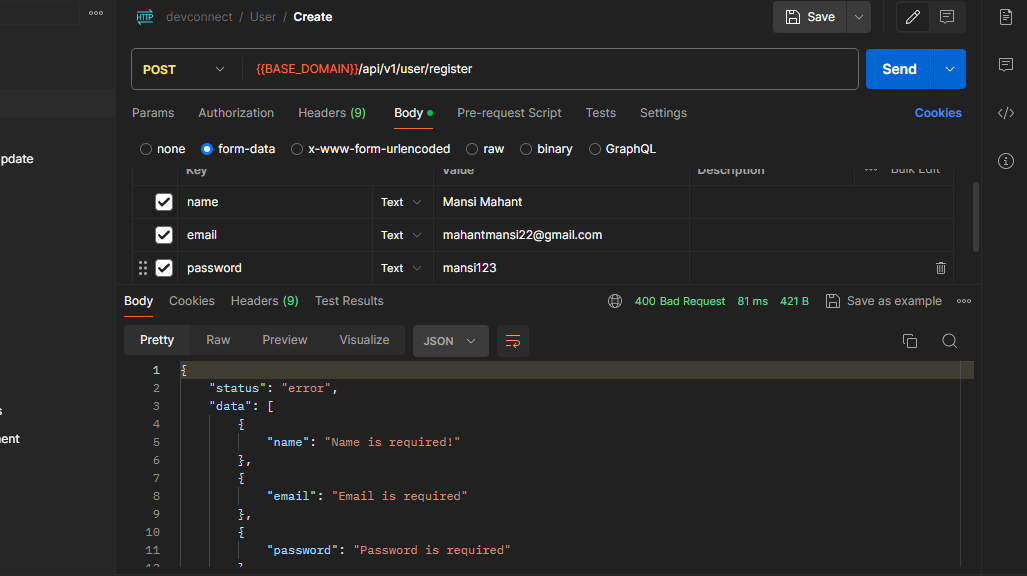 HTTP devconnect / User / Create Save
POST {{BASE_DOMAIN}}/api/v1/user/register Send
Params Authorization Headers (9) Body Pre-request Script Tests Settings Cookies
none form-data x-www-form-urlencoded raw binary GraphQL
pdate
Key Value Description Bulk Edit
name Text Mansi Mahant
email Text mahantmansi22@gmail.com
password Text mansi123
Body Cookies Headers (9) Test Results 400 Bad Request 81 ms 421 B Save as example
Pretty Raw Preview Visualize JSON
1 {
2 "status": "error",
3 "data": [
4 {
5 "name": "Name is required!"
6 },
7 {
8 "email": "Email is required"
9 },
10 {
11 "password": "Password is required"
12 }
s
ent